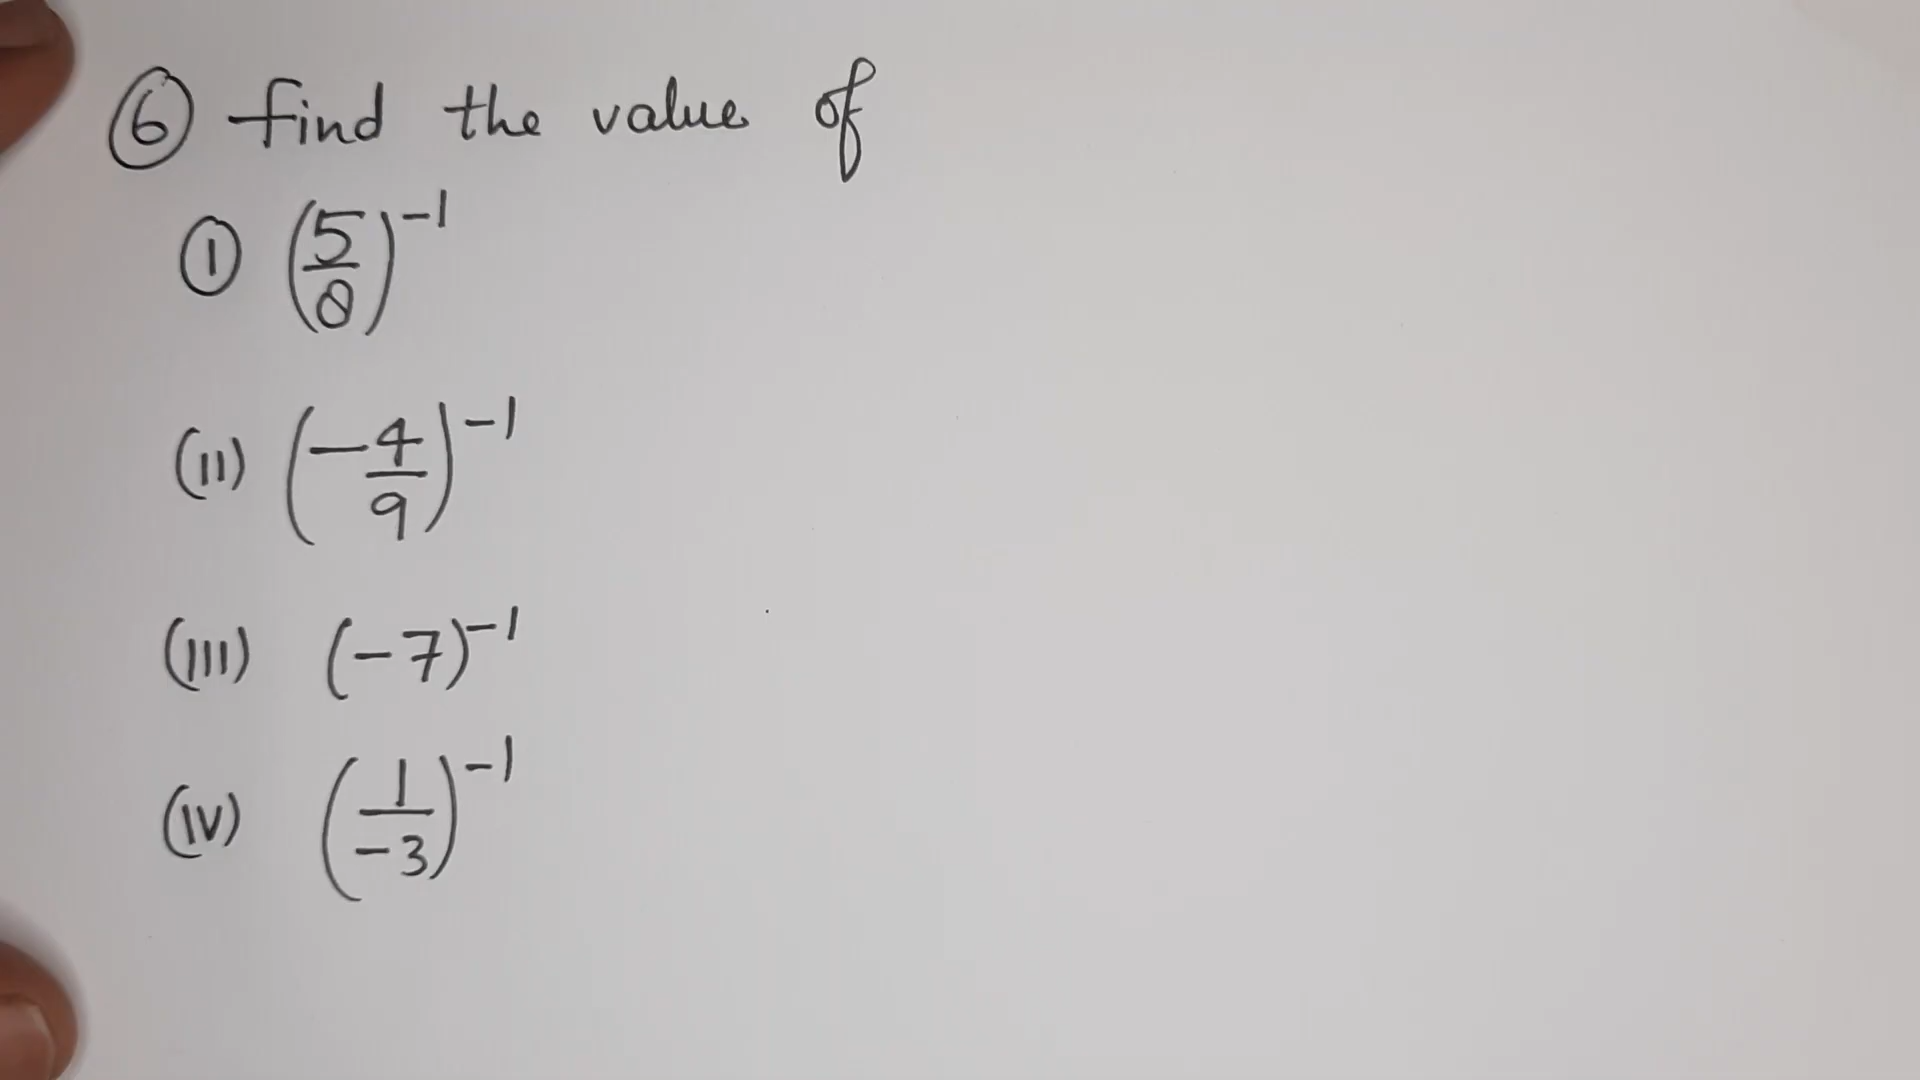 ⑥ find the value of
① (5/8)⁻¹
(ii) (-4/9)⁻¹
(iii) (-7)⁻¹
(iv) (1/-3)⁻¹